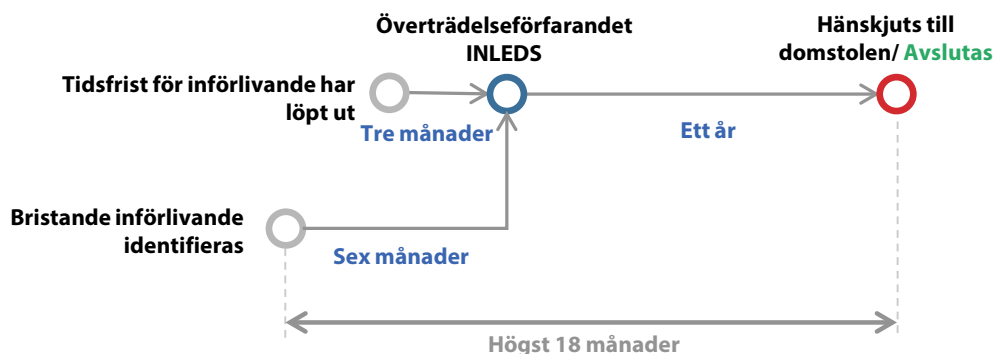 Överträdelseförfarandet
INLEDS
Hänskjuts till
domstolen/ Avslutas
Tidsfrist för införlivande har
löpt ut
Tre månader
Ett år
Bristande införlivande
identifieras
Sex månader
Högst 18 månader